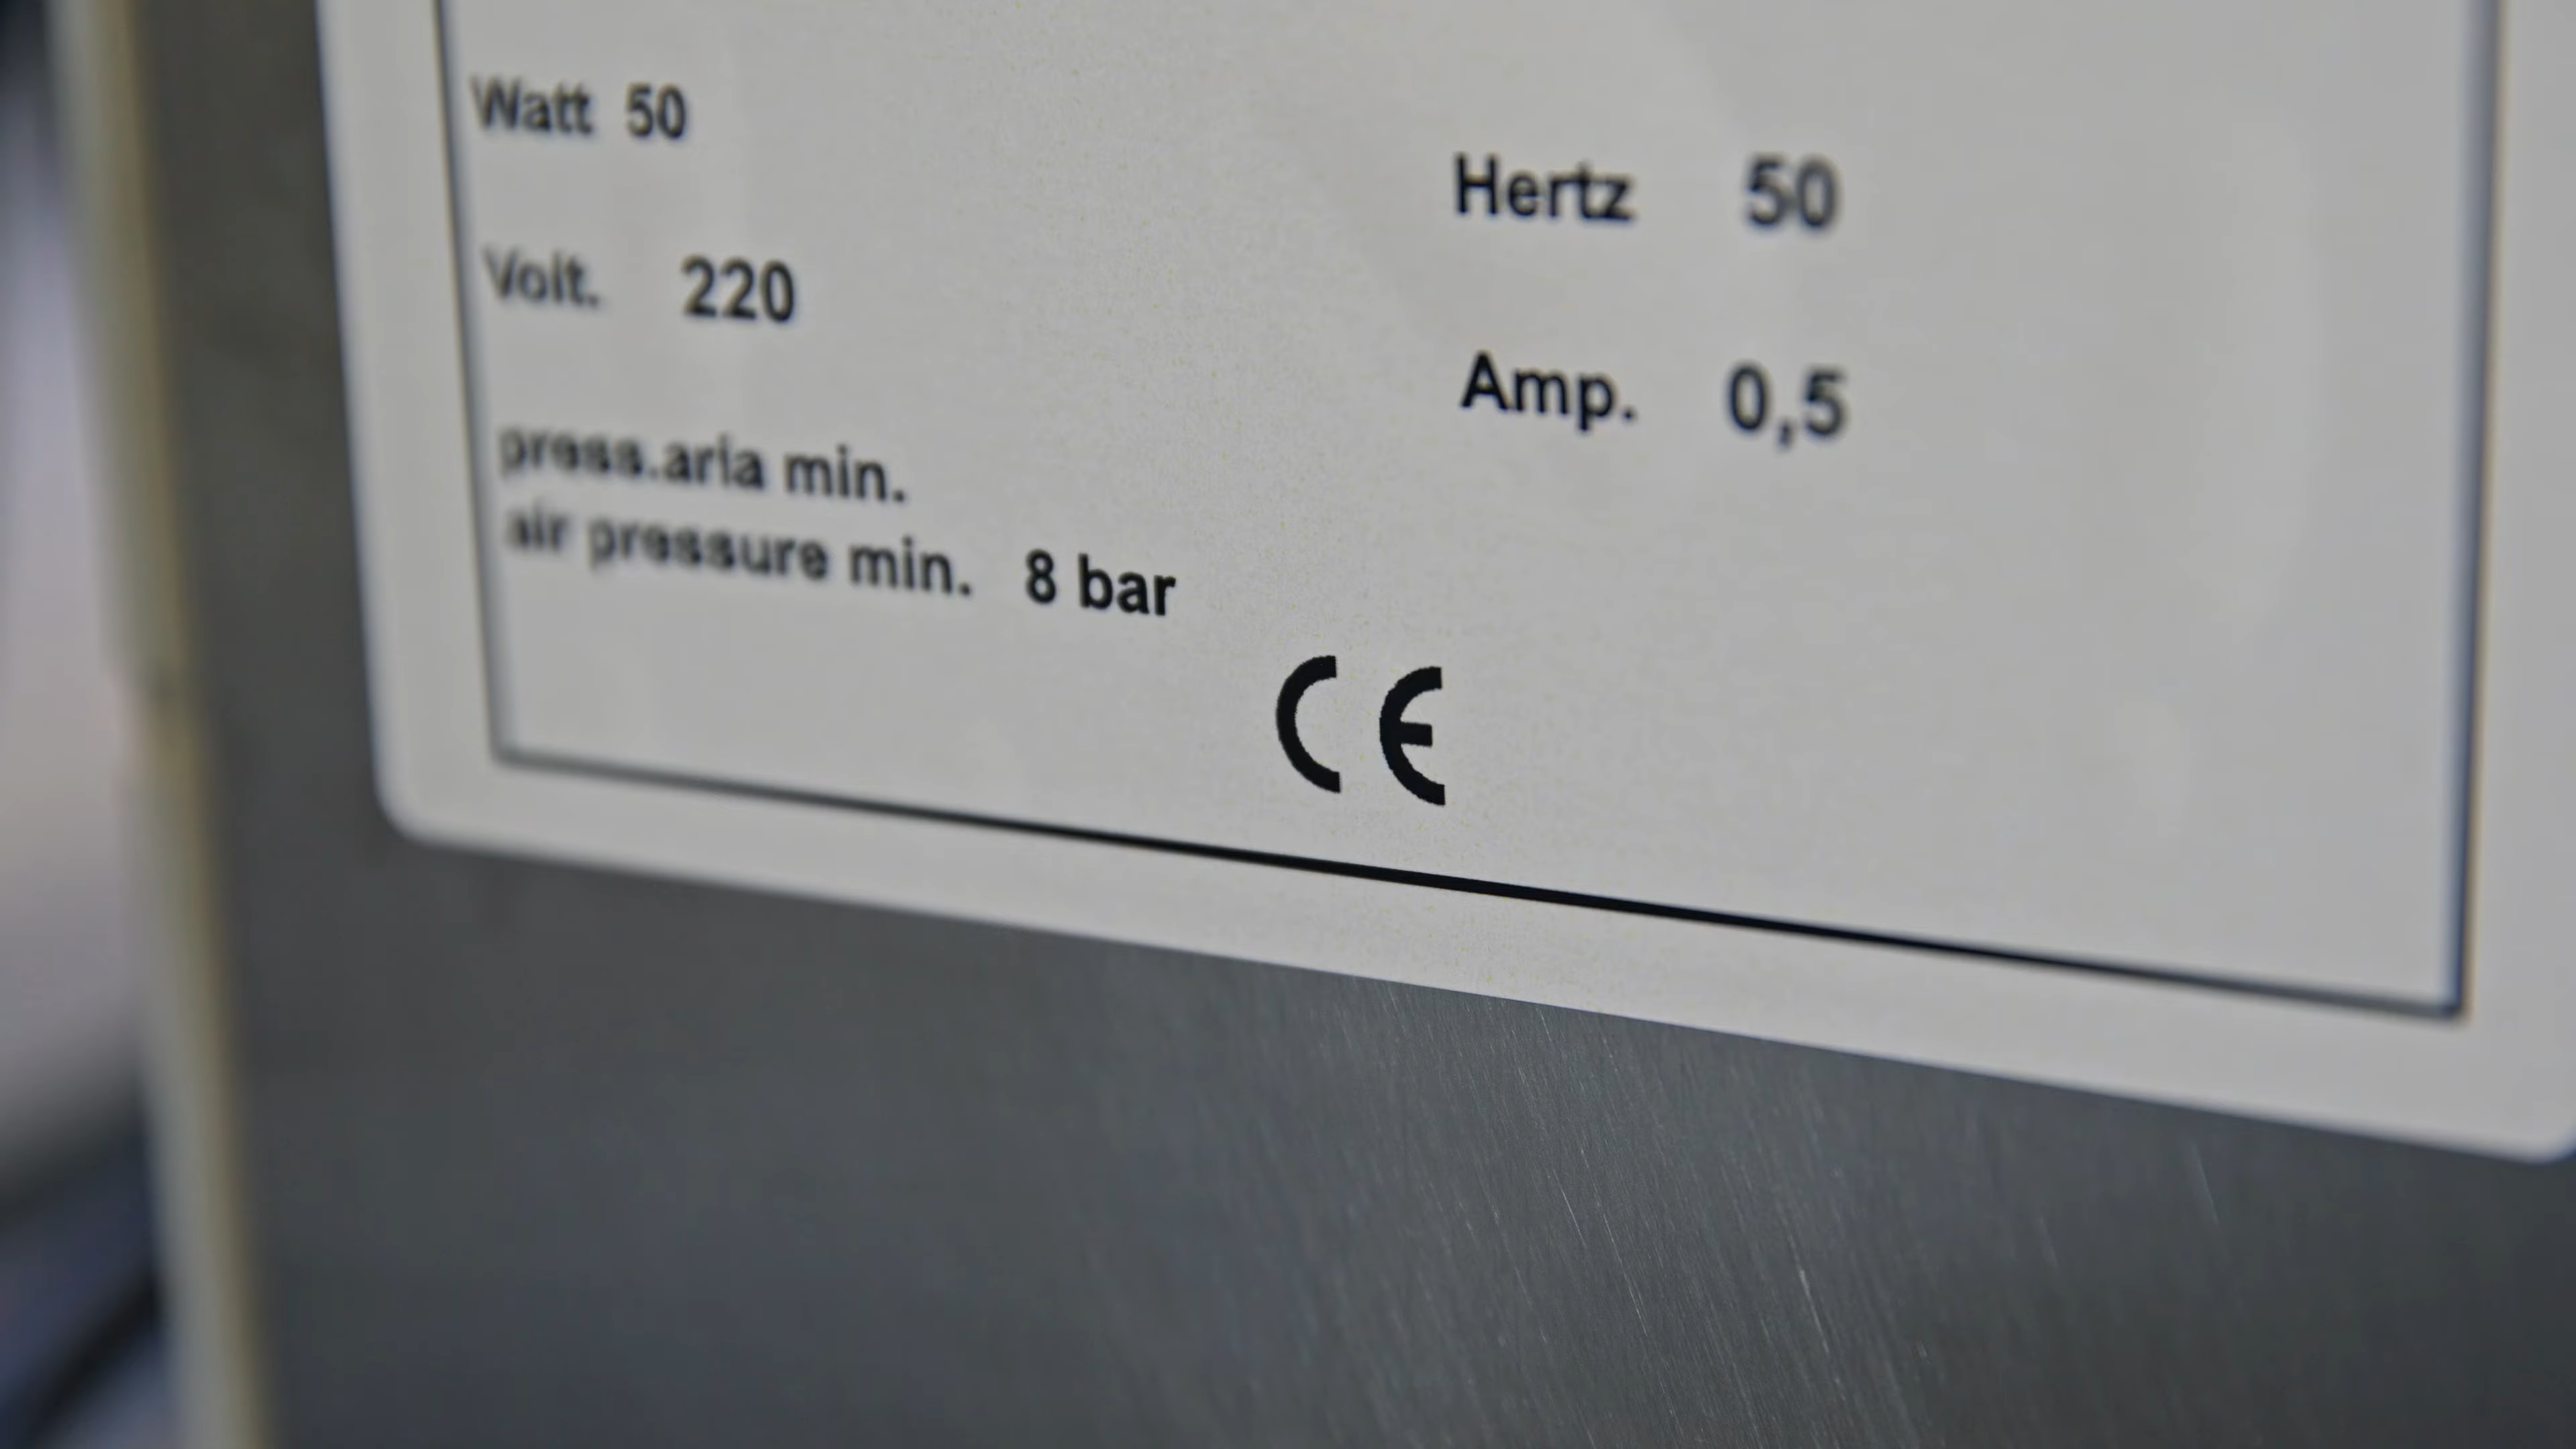 Watt 50
Hertz 50
Volt. 220
Amp. 0,5
press.aria min.
air pressure min. 8 bar
CE